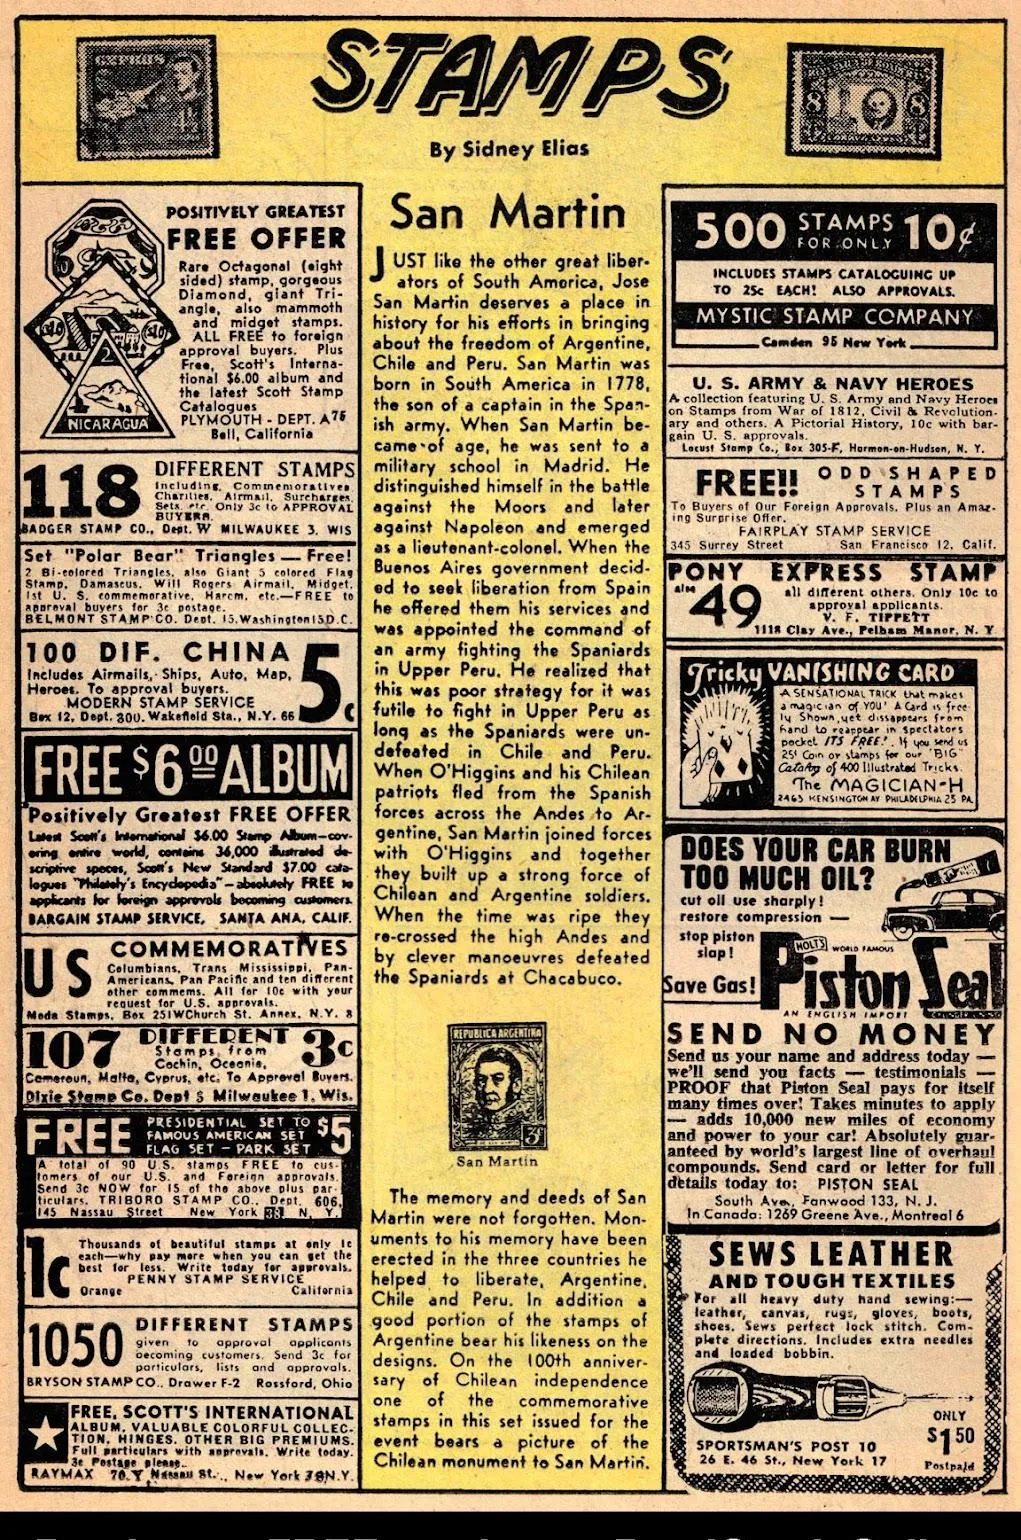 CYPRUS
4½
8
8
STAMPS
By Sidney Elias
POSITIVELY GREATEST
FREE OFFER
Rare Octagonal (eight
sided) stamp, gorgeous
Diamond, giant Tri-
angle, also mammoth
and midget stamps.
ALL FREE to foreign
approval buyers. Plus
Free, Scott's Interna-
tional $6.00 album and
the latest Scott Stamp
Catalogues
PLYMOUTH - DEPT. A76
Bell, California
NICARAGUA
118 DIFFERENT STAMPS
Including, Commemoratives,
Charities, Airmail, Surcharges,
Sets, etc. Only 3c to APPROVAL
BUYERS.
BADGER STAMP CO., Dept. W MILWAUKEE 3, WIS
Set "Polar Bear" Triangles — Free!
2 Bi-colored Triangles, also Giant 5 colored Flag
Stamp, Damascus, Will Rogers Airmail, Midget,
1st U. S. commemorative, Harem, etc.—FREE to
approval buyers for 3c postage.
BELMONT STAMP CO. Dept. 15, Washington 15 D.C.
100 DIF. CHINA 5c
Includes Airmails, Ships, Auto, Map,
Heroes. To approval buyers.
MODERN STAMP SERVICE
Box 12, Dept. 300. Wakefield Sta., N.Y. 66
FREE $6.00 ALBUM
Positively Greatest FREE OFFER
Latest Scott's International $6.00 Stamp Album—cov-
ering entire world, contains 36,000 illustrated de-
scriptive spaces, Scott's New Standard $7.00 cata-
logues "Philately's Encyclopedia"—absolutely FREE to
applicants for foreign approvals becoming customers.
BARGAIN STAMP SERVICE, SANTA ANA, CALIF.
US COMMEMORATIVES
Columbians, Trans Mississippi, Pan-
Americans, Pan Pacific and ten different
other commems. All for 10c with your
request for U.S. approvals.
Mede Stamps, Box 251W Church St. Annex, N.Y. 8
107 DIFFERENT 3c
Stamps from
Cochin, Oceania,
Cameroun, Malta, Cyprus, etc. To Approval Buyers.
Dixie Stamp Co. Dept 5 Milwaukee 1, Wis.
FREE PRESIDENTIAL SET TO $5
FAMOUS AMERICAN SET
FLAG SET - PARK SET
A total of 90 U.S. stamps FREE to cus-
tomers of our U.S. and Foreign approvals.
Send 3c NOW for 15 of the above plus par-
ticulars. TRIBORO STAMP CO., Dept. 606,
145 Nassau Street New York 38 N. Y.
1c Thousands of beautiful stamps at only 1c
each—why pay more when you can get the
best for less. Write today for approvals.
PENNY STAMP SERVICE
Orange California
1050 DIFFERENT STAMPS
given to approval applicants
becoming customers. Send 3c for
particulars, lists and approvals.
BRYSON STAMP CO., Drawer F-2 Rossford, Ohio
FREE, SCOTT'S INTERNATIONAL
ALBUM, VALUABLE COLORFUL COLLEC-
TION, HINGES. OTHER BIG PREMIUMS.
Full particulars with approvals. Write today.
3c Postage please.
RAYMAX 70-Y Nassau St., New York 38 N.Y.
San Martin
JUST like the other great liber-
ators of South America, Jose
San Martin deserves a place in
history for his efforts in bringing
about the freedom of Argentine,
Chile and Peru. San Martin was
born in South America in 1778,
the son of a captain in the Span-
ish army. When San Martin be-
came of age, he was sent to a
military school in Madrid. He
distinguished himself in the battle
against the Moors and later
against Napoleon and emerged
as a lieutenant-colonel. When the
Buenos Aires government decid-
ed to seek liberation from Spain
he offered them his services and
was appointed the command of
an army fighting the Spaniards
in Upper Peru. He realized that
this was poor strategy for it was
futile to fight in Upper Peru as
long as the Spaniards were un-
defeated in Chile and Peru.
When O'Higgins and his Chilean
patriots fled from the Spanish
forces across the Andes to Ar-
gentine, San Martin joined forces
with O'Higgins and together
they built up a strong force of
Chilean and Argentine soldiers.
When the time was ripe they
re-crossed the high Andes and
by clever manoeuvres defeated
the Spaniards at Chacabuco.
REPUBLICA ARGENTINA
San Martin
The memory and deeds of San
Martin were not forgotten. Mon-
uments to his memory have been
erected in the three countries he
helped to liberate, Argentine,
Chile and Peru. In addition a
good portion of the stamps of
Argentine bear his likeness on the
designs. On the 100th anniver-
sary of Chilean independence
one of the commemorative
stamps in this set issued for the
event bears a picture of the
Chilean monument to San Martin.
500 STAMPS FOR ONLY 10¢
INCLUDES STAMPS CATALOGUING UP
TO 25c EACH! ALSO APPROVALS.
MYSTIC STAMP COMPANY
Camden 95 New York
U. S. ARMY & NAVY HEROES
A collection featuring U. S. Army and Navy Heroes
on Stamps from War of 1812, Civil & Revolution-
ary and others. A Pictorial History, 10c with bar-
gain U. S. approvals.
Locust Stamp Co., Box 305-F, Harmon-on-Hudson, N. Y.
FREE!! ODD SHAPED
STAMPS
To Buyers of Our Foreign Approvals. Plus an Amaz-
ing Surprise Offer.
FAIRPLAY STAMP SERVICE
345 Surrey Street San Francisco 12, Calif.
PONY EXPRESS STAMP
also 49 all different others. Only 10c to
approval applicants.
V. F. TIPPETT
1118 Clay Ave., Pelham Manor, N. Y
Tricky VANISHING CARD
A SENSATIONAL TRICK that makes
a magician of YOU! A Card is free-
ly Shown, yet dissappears from
hand to reappear in spectators
pocket ITS FREE! If you send us
25¢ Coin or stamps for our "BIG"
Catalog of 400 Illustrated Tricks.
The MAGICIAN-H
2463 KENSINGTON AV PHILADELPHIA 25 PA.
DOES YOUR CAR BURN
TOO MUCH OIL?
cut oil use sharply!
restore compression —
stop piston
slap!
Save Gas!
HOLT'S WORLD FAMOUS
Piston Seal
AN ENGLISH IMPORT
SEND NO MONEY
Send us your name and address today —
we'll send you facts — testimonials —
PROOF that Piston Seal pays for itself
many times over! Takes minutes to apply
— adds 10,000 new miles of economy
and power to your car! Absolutely guar-
anteed by world's largest line of overhaul
compounds. Send card or letter for full
details today to: PISTON SEAL
South Ave., Fanwood 133, N. J.
In Canada: 1269 Greene Ave., Montreal 6
SEWS LEATHER
AND TOUGH TEXTILES
For all heavy duty hand sewing:—
leather, canvas, rugs, gloves, boots,
shoes. Sews perfect lock stitch. Com-
plete directions. Includes extra needles
and loaded bobbin.
ONLY
$1.50
Postpaid
SPORTSMAN'S POST 10
26 E. 46 St., New York 17